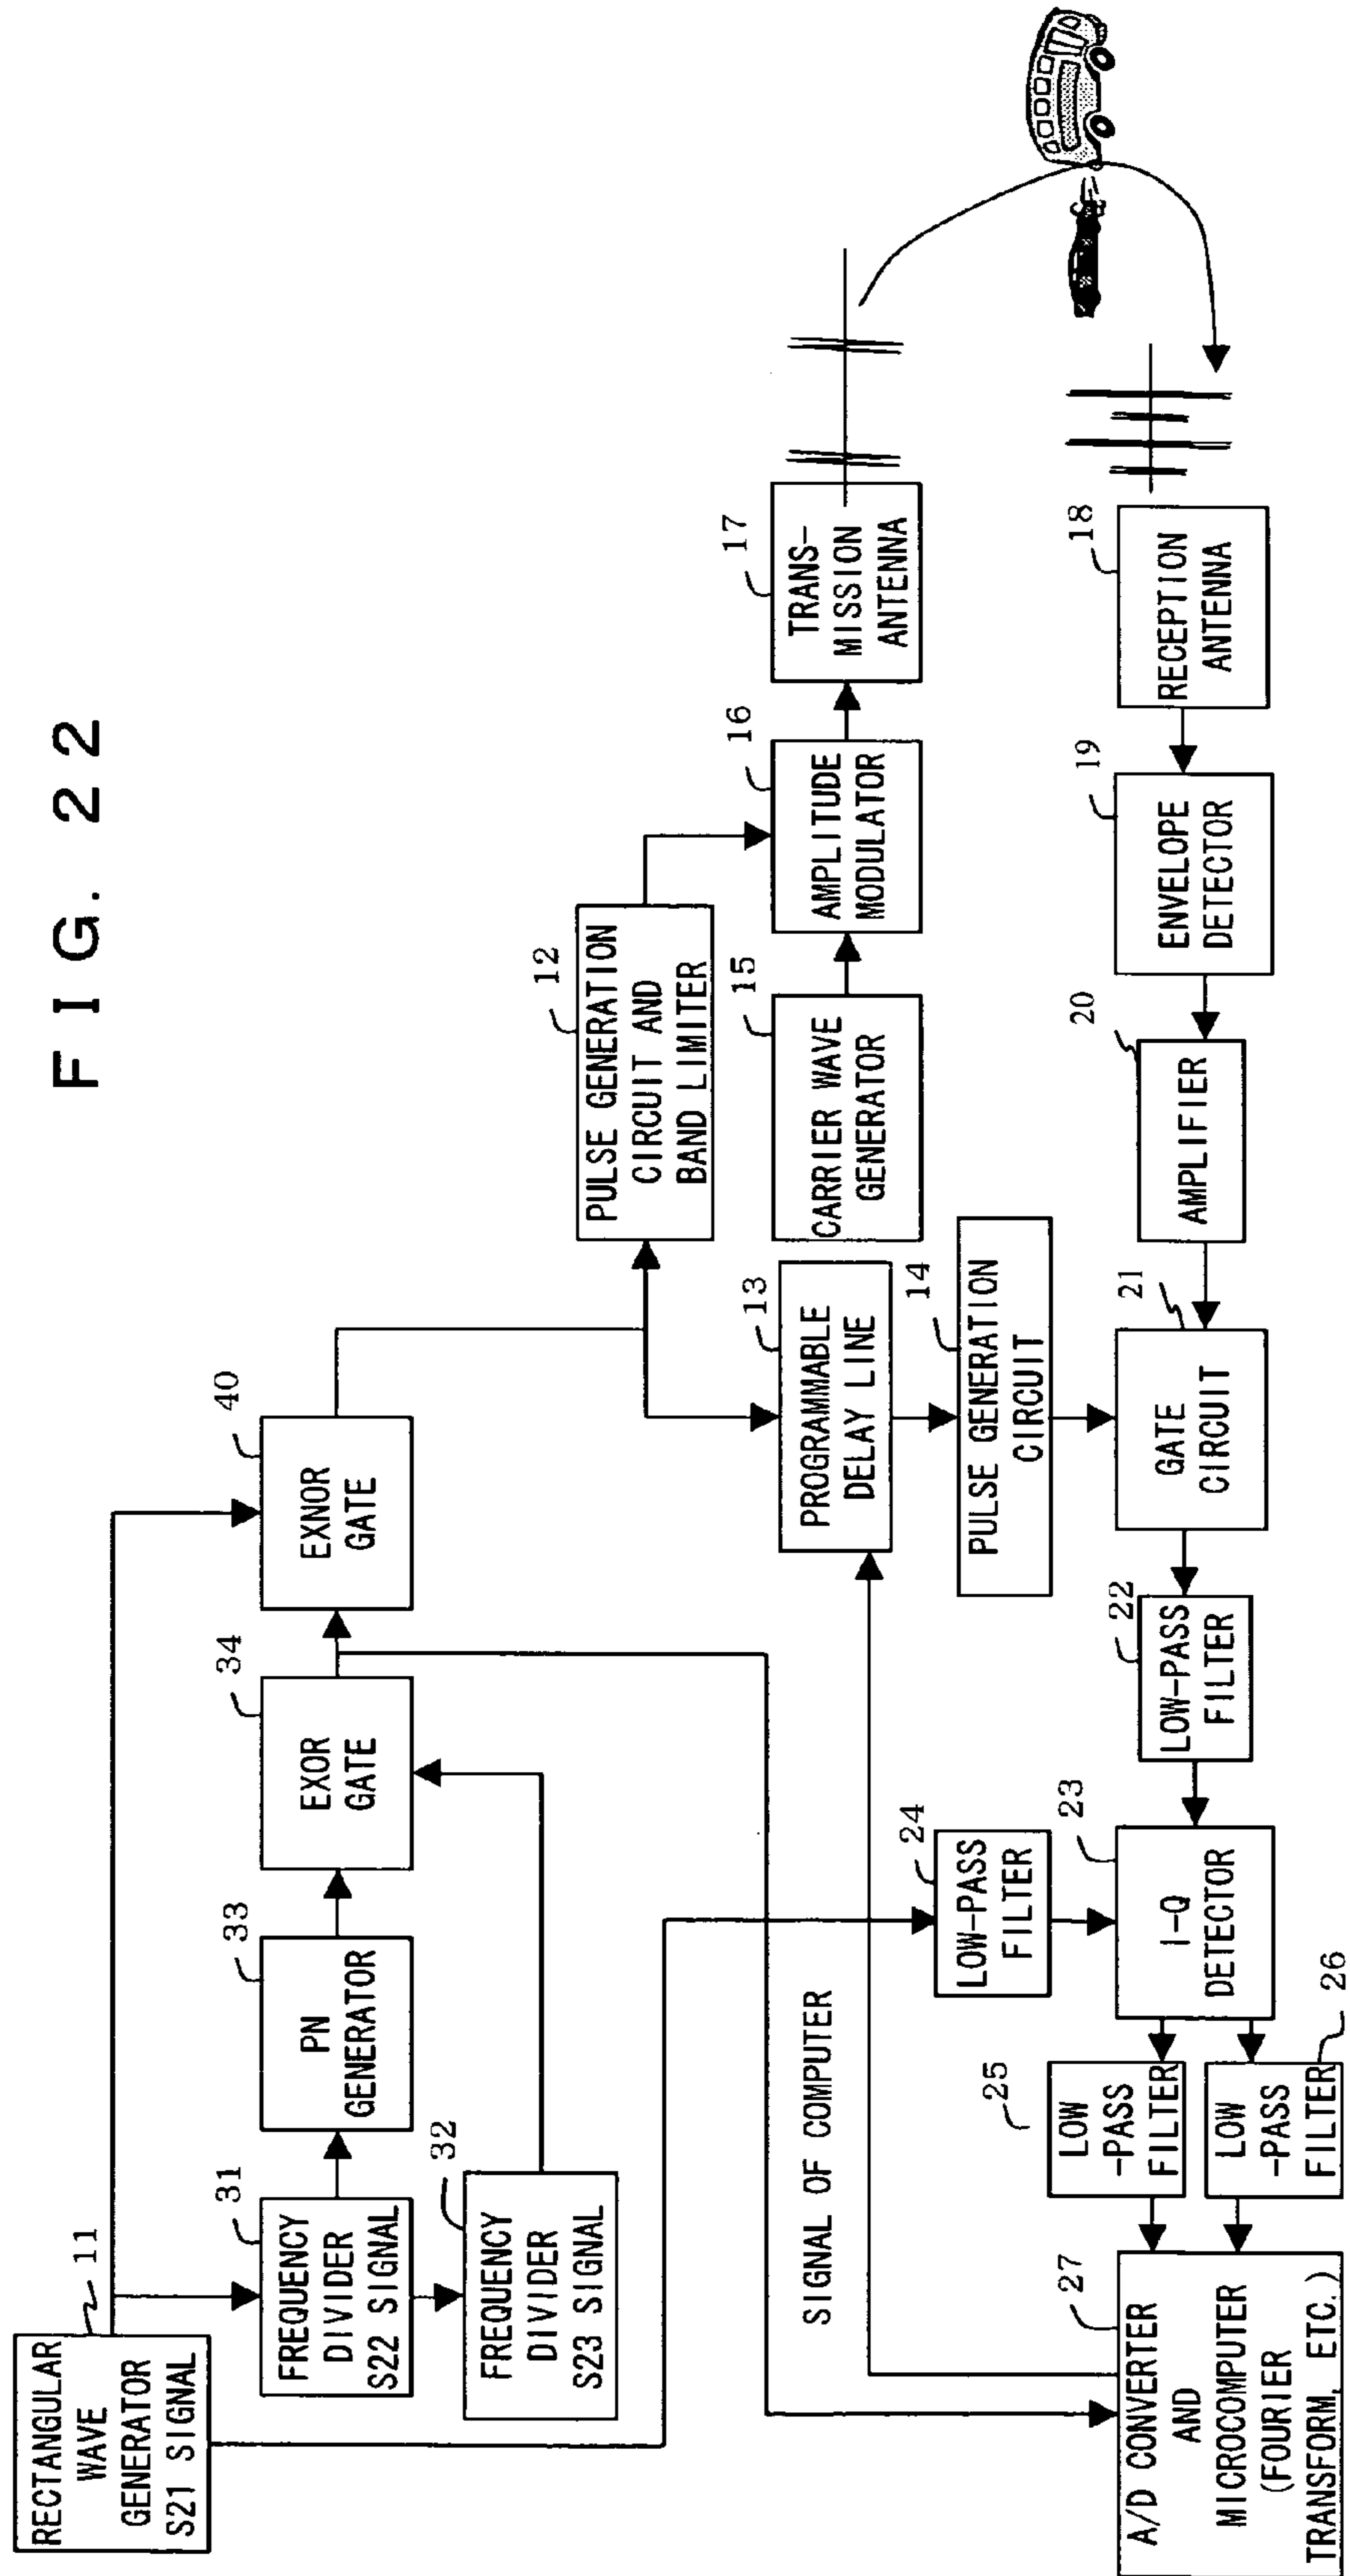 FIG. 22
RECTANGULAR
WAVE
GENERATOR
S21 SIGNAL
11
FREQUENCY
DIVIDER
S22 SIGNAL
31
FREQUENCY
DIVIDER
S23 SIGNAL
32
PN
GENERATOR
33
EXOR
GATE
34
EXNOR
GATE
40
PULSE GENERATION
CIRCUIT AND
BAND LIMITER
12
CARRIER WAVE
GENERATOR
15
AMPLITUDE
MODULATOR
16
TRANS-
MISSION
ANTENNA
17
PROGRAMMABLE
DELAY LINE
13
PULSE GENERATION
CIRCUIT
14
SIGNAL OF COMPUTER
LOW-PASS
FILTER
24
A/D CONVERTER
AND
MICROCOMPUTER
(FOURIER
TRANSFORM, ETC.)
27
LOW
-PASS
FILTER
25
LOW
-PASS
FILTER
26
I-Q
DETECTOR
23
LOW-PASS
FILTER
22
GATE
CIRCUIT
21
AMPLIFIER
20
ENVELOPE
DETECTOR
19
RECEPTION
ANTENNA
18